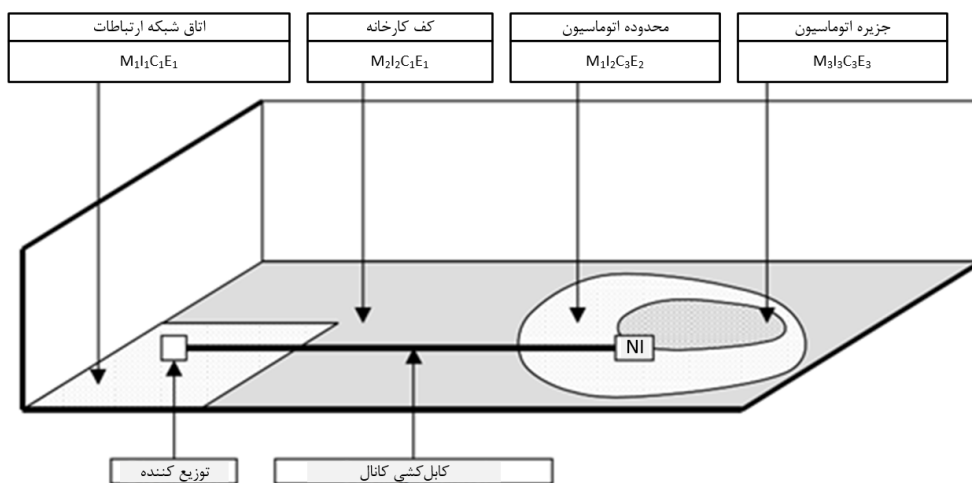 جزیره اتوماسیون
M₃I₃C₃E₃
محدوده اتوماسیون
M₁I₂C₃E₂
کف کارخانه
M₂I₂C₁E₁
اتاق شبکه ارتباطات
M₁I₁C₁E₁
NI
کابل‌کشی کانال
توزیع کننده